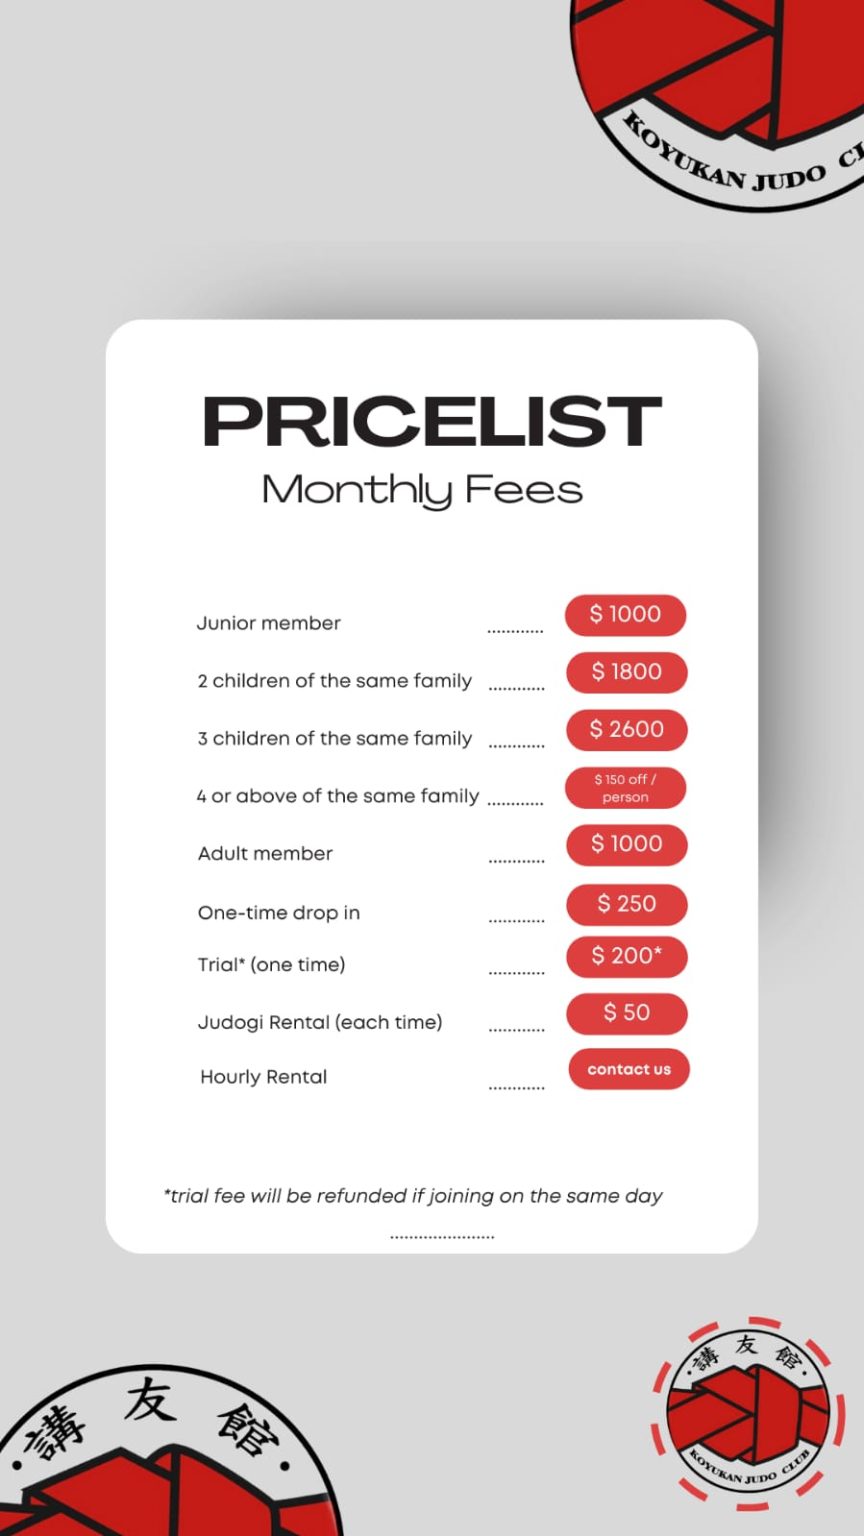 KOYUKAN JUDO
PRICELIST
Monthly Fees
Junior member ............ $ 1000
2 children of the same family ............ $ 1800
3 children of the same family ............ $ 2600
4 or above of the same family ............ $ 150 off /
person
Adult member ............ $ 1000
One-time drop in ............ $ 250
Trial* (one time) ............ $ 200*
Judogi Rental (each time) ............ $ 50
Hourly Rental ............ contact us
*trial fee will be refunded if joining on the same day
......................
·講友館·
KOYUKAN JUDO CLUB
·講友館·